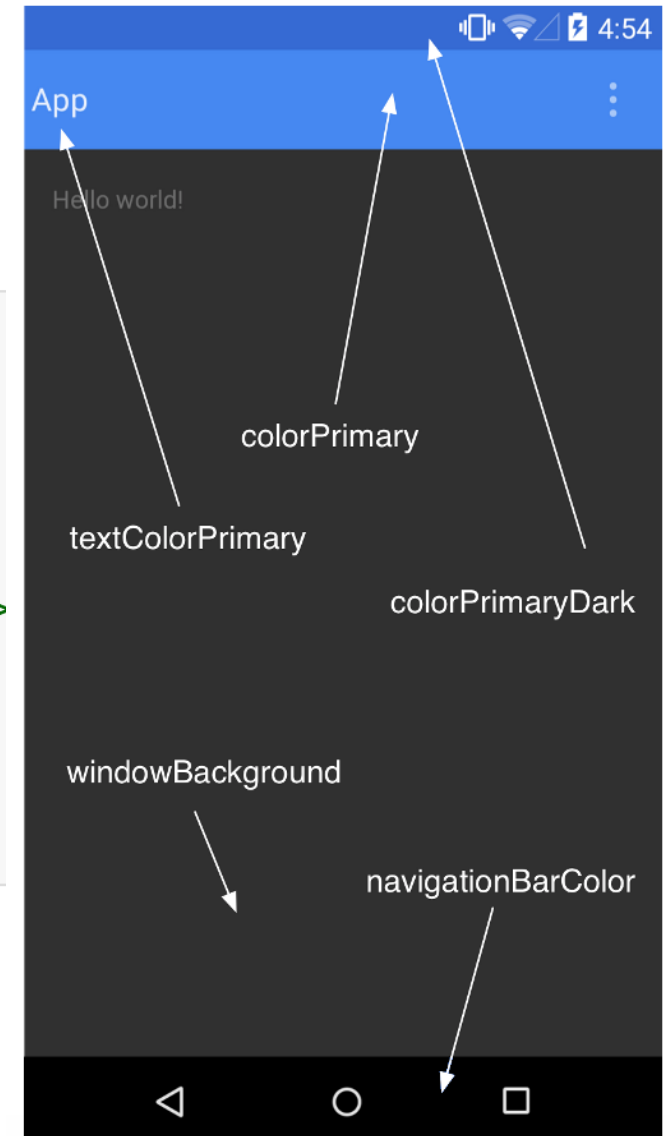 4:54
App
Hello world!
colorPrimary
textColorPrimary
colorPrimaryDark
>
windowBackground
navigationBarColor